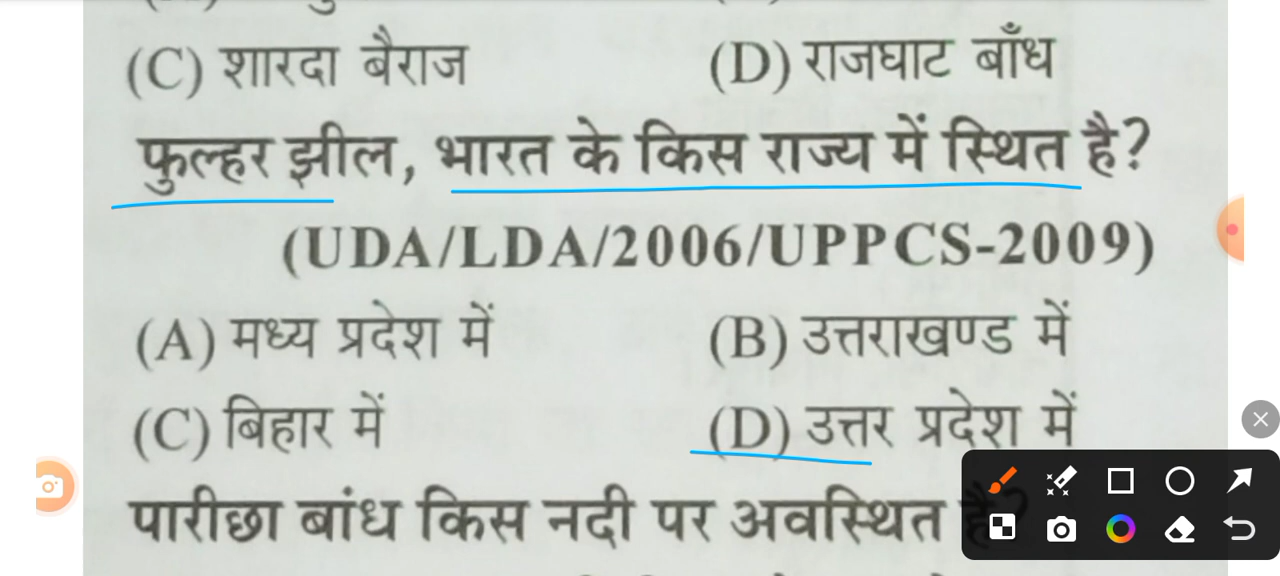 (C) शारदा बैराज (D) राजघाट बाँध
फुल्हर झील, भारत के किस राज्य में स्थित है?
(UDA/LDA/2006/UPPCS-2009)
(A) मध्य प्रदेश में (B) उत्तराखण्ड में
(C) बिहार में (D) उत्तर प्रदेश में
पारीछा बांध किस नदी पर अवस्थित है?